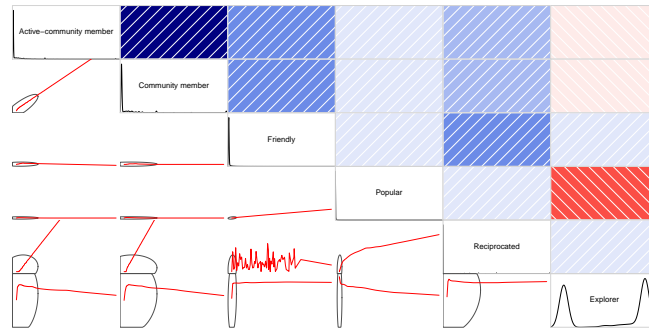 Active−community member
Community member
Friendly
Popular
Reciprocated
Explorer